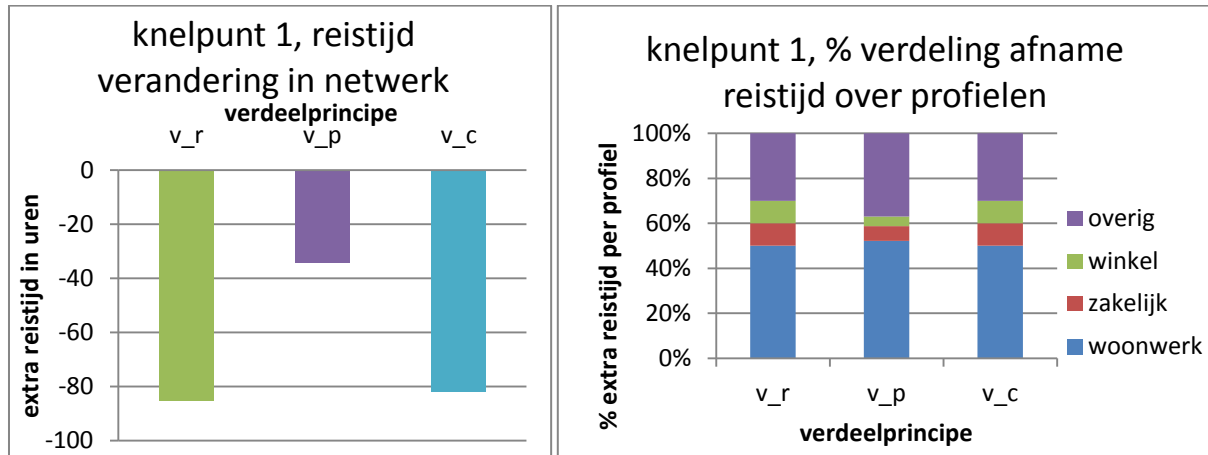 knelpunt 1, reistijd
verandering in netwerk
verdeelprincipe
v_r v_p v_c
extra reistijd in uren
0
-20
-40
-60
-80
-100
knelpunt 1, % verdeling afname
reistijd over profielen
% extra reistijd per profiel
100%
80%
60%
40%
20%
0%
v_r v_p v_c
verdeelprincipe
overig
winkel
zakelijk
woonwerk